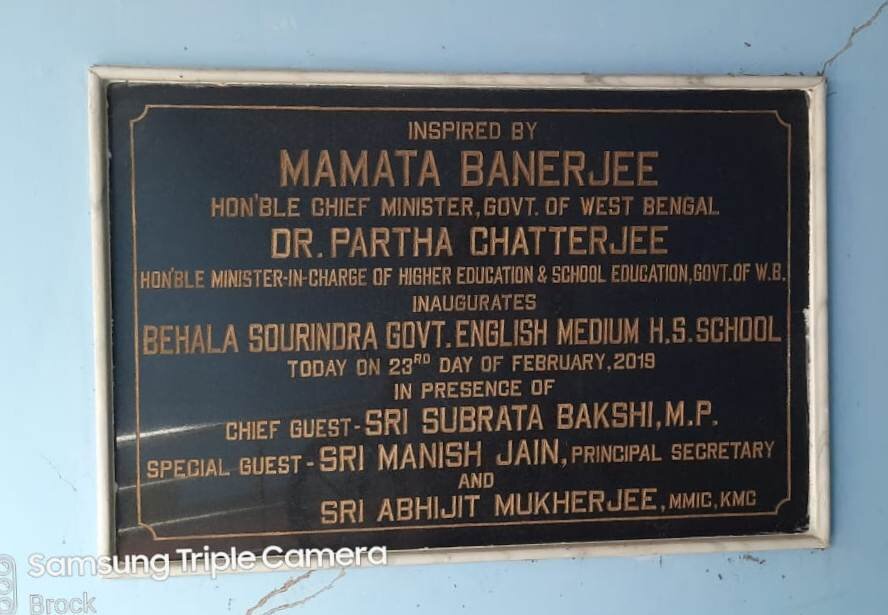 INSPIRED BY
MAMATA BANERJEE
HON'BLE CHIEF MINISTER, GOVT. OF WEST BENGAL
DR. PARTHA CHATTERJEE
HON'BLE MINISTER-IN-CHARGE OF HIGHER EDUCATION & SCHOOL EDUCATION, GOVT. OF W.B.
INAUGURATES
BEHALA SOURINDRA GOVT. ENGLISH MEDIUM H.S. SCHOOL
TODAY ON 23RD DAY OF FEBRUARY, 2019
IN PRESENCE OF
CHIEF GUEST - SRI SUBRATA BAKSHI, M.P.
SPECIAL GUEST - SRI MANISH JAIN, PRINCIPAL SECRETARY
AND
SRI ABHIJIT MUKHERJEE, MMIC, KMC
Samsung Triple Camera
Brock